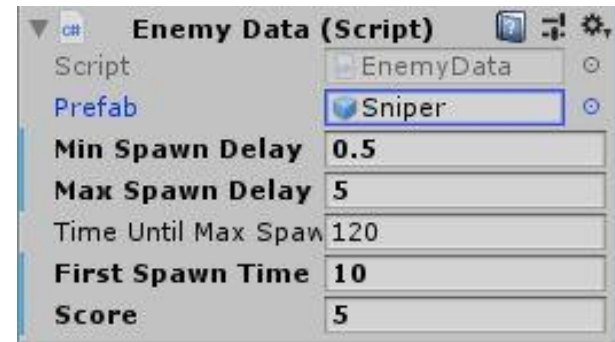 C# Enemy Data (Script)
Script EnemyData
Prefab Sniper
Min Spawn Delay 0.5
Max Spawn Delay 5
Time Until Max Spaw 120
First Spawn Time 10
Score 5